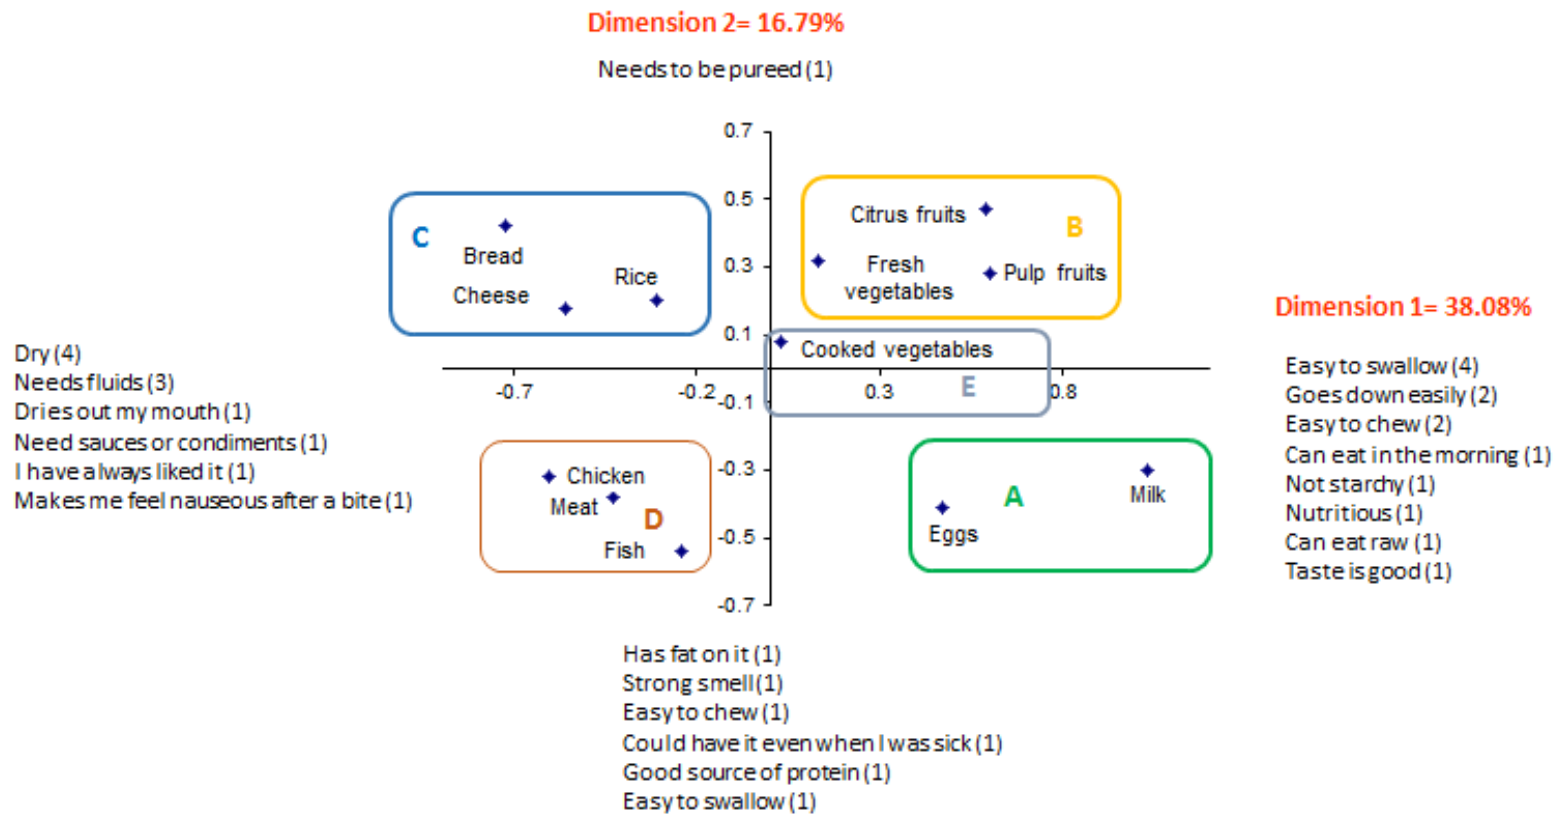 Dimension 2= 16.79%
Needs to be pureed (1)
0.7
0.5
0.3
0.1
-0.1
-0.3
-0.5
-0.7
-0.7
-0.2
0.3
0.8
C
Bread
Cheese
Rice
Citrus fruits
B
Fresh
vegetables
Pulp fruits
Cooked vegetables
E
Chicken
Meat
D
Fish
A
Milk
Eggs
Dimension 1= 38.08%
Dry (4)
Needs fluids (3)
Dries out my mouth (1)
Need sauces or condiments (1)
I have always liked it (1)
Makes me feel nauseous after a bite (1)
Easy to swallow (4)
Goes down easily (2)
Easy to chew (2)
Can eat in the morning (1)
Not starchy (1)
Nutritious (1)
Can eat raw (1)
Taste is good (1)
Has fat on it (1)
Strong smell (1)
Easy to chew (1)
Could have it even when I was sick (1)
Good source of protein (1)
Easy to swallow (1)